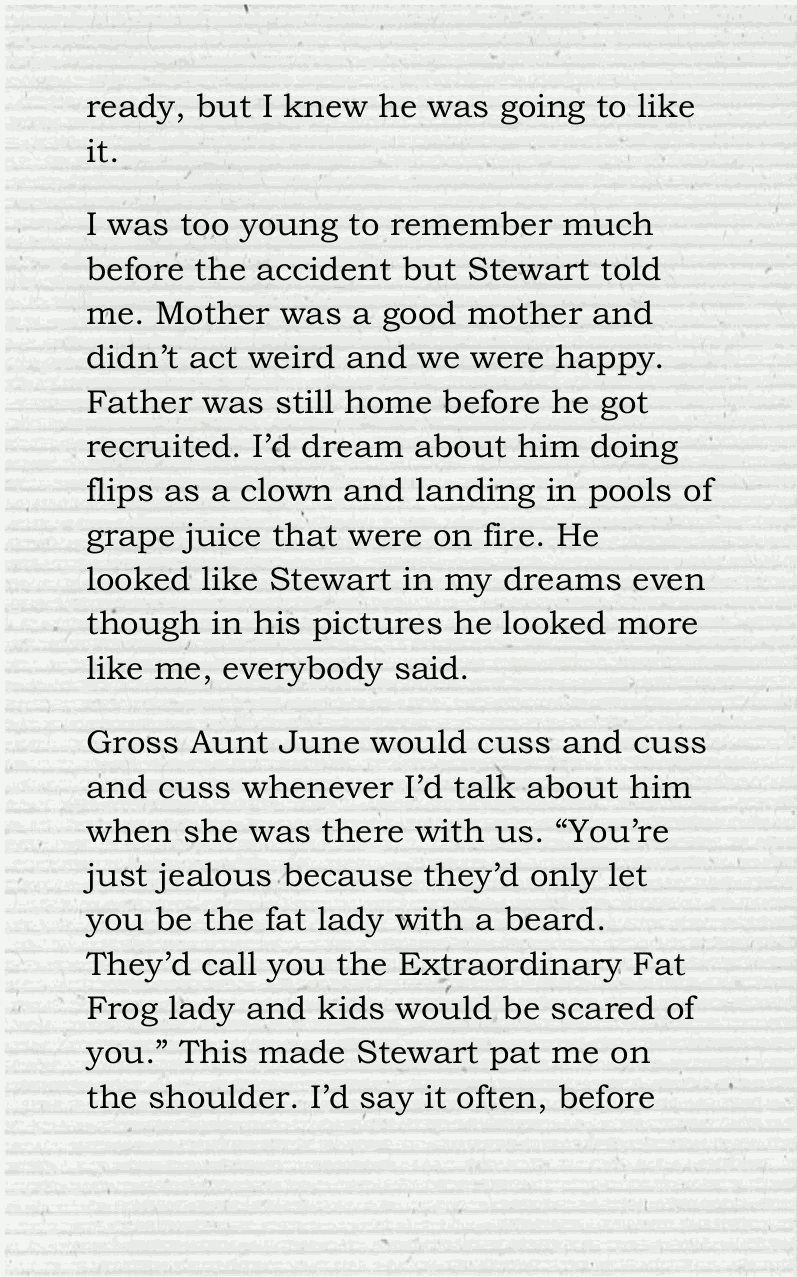 ready, but I knew he was going to like
it.
I was too young to remember much
before the accident but Stewart told
me. Mother was a good mother and
didn’t act weird and we were happy.
Father was still home before he got
recruited. I’d dream about him doing
flips as a clown and landing in pools of
grape juice that were on fire. He
looked like Stewart in my dreams even
though in his pictures he looked more
like me, everybody said.
Gross Aunt June would cuss and cuss
and cuss whenever I’d talk about him
when she was there with us. “You’re
just jealous because they’d only let
you be the fat lady with a beard.
They’d call you the Extraordinary Fat
Frog lady and kids would be scared of
you.” This made Stewart pat me on
the shoulder. I’d say it often, before